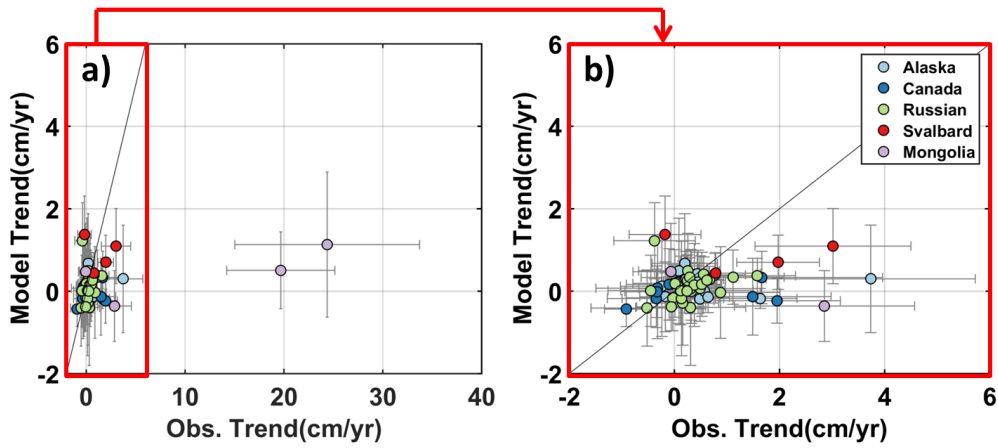 a)
6
4
2
0
-2
Model Trend(cm/yr)
0 10 20 30 40
Obs. Trend(cm/yr)
b)
Alaska
Canada
Russian
Svalbard
Mongolia
6
4
2
0
-2
Model Trend(cm/yr)
-2 0 2 4 6
Obs. Trend(cm/yr)